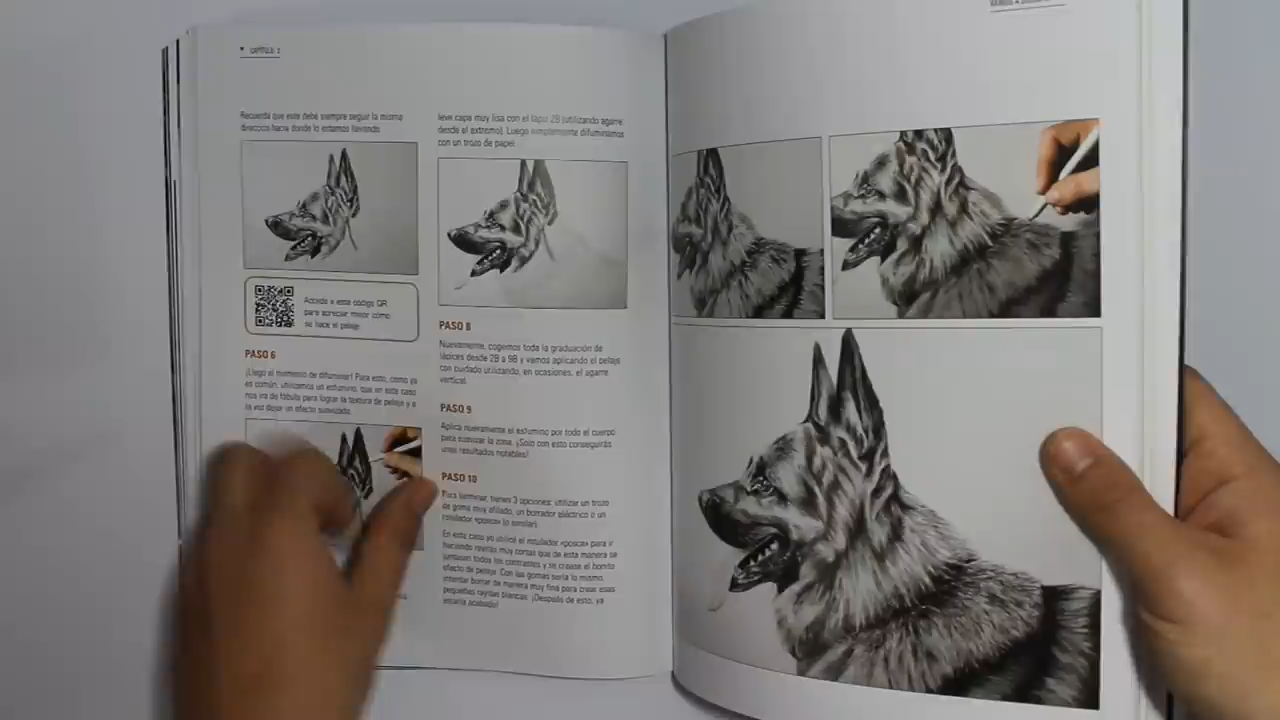 CAPÍTULO 2
Recuerda que este debe siempre seguir la misma
dirección hacia donde lo estamos llevando.
Accede a este código QR
para apreciar mejor cómo
se hace el pelaje.
PASO 6
¡Llegó el momento de difuminar! Para esto, como ya
es común, utilizamos un esfumino, que en este caso
nos irá de fábula para lograr la textura de pelaje y a
la vez dejar un efecto suavizado.
leve capa muy lisa con el lápiz 2B (utilizando agarre
desde el extremo). Luego simplemente difuminamos
con un trozo de papel.
PASO 8
Nuevamente, cogemos toda la graduación de
lápices desde 2B a 9B y vamos aplicando el pelaje
con cuidado utilizando, en ocasiones, el agarre
vertical.
PASO 9
Aplica nuevamente el esfumino por todo el cuerpo
para suavizar la zona. ¡Solo con esto conseguirás
unos resultados notables!
PASO 10
Para terminar, tienes 3 opciones: utilizar un trozo
de goma muy afilado, un borrador eléctrico o un
rotulador «posca» (o similar).
En este caso yo utilicé el rotulador «posca» para ir
haciendo rayitas muy cortas que de esta manera se
juntasen todos los contrastes y se crease el bonito
efecto de pelaje. Con las gomas sería lo mismo,
intentar borrar de manera muy fina para crear esas
pequeñas rayitas blancas. ¡Después de esto, ya
estaría acabado!